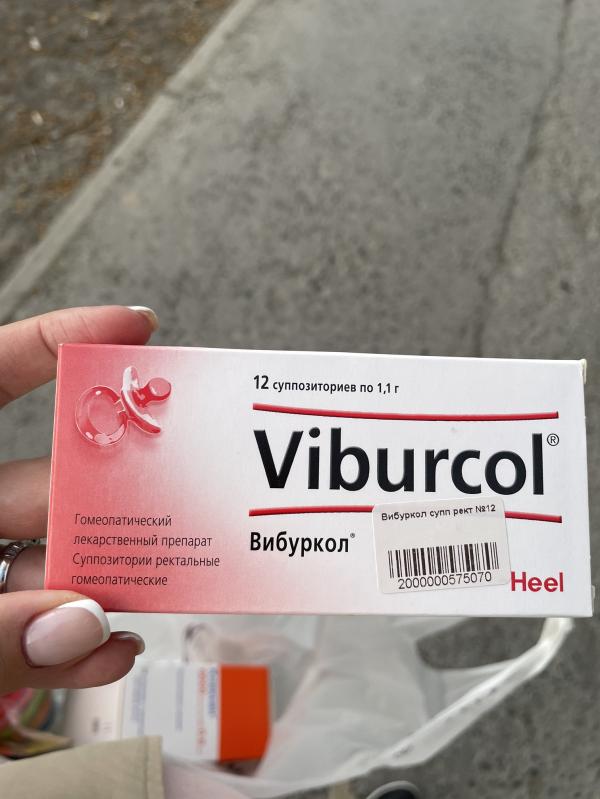 12 суппозиториев по 1,1 г
Viburcol®
Вибуркол®
Гомеопатический
лекарственный препарат
Суппозитории ректальные
гомеопатические
Вибуркол супп рект №12
2000000575070
Heel